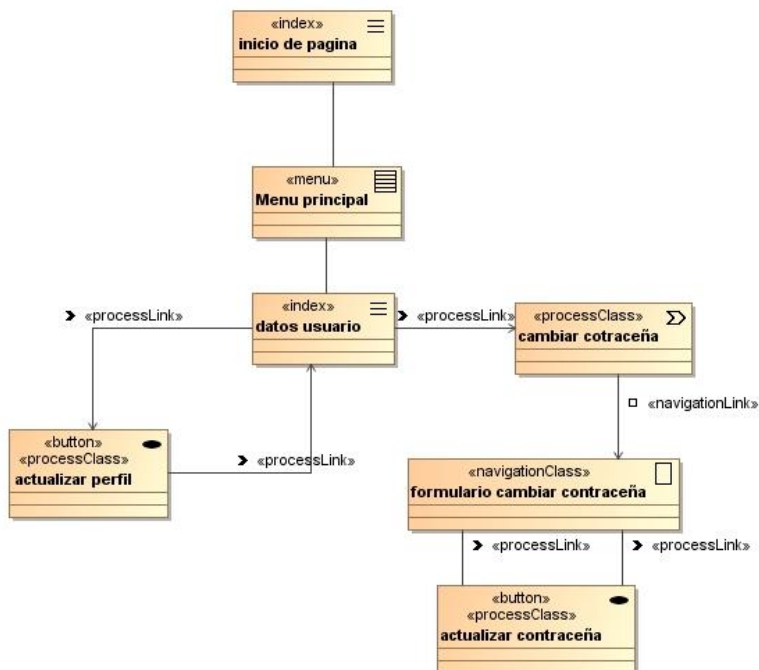 «index»
inicio de pagina
«menu»
Menu principal
«index»
datos usuario
«processLink»
«processLink»
«processClass»
cambiar cotraceña
«navigationLink»
«button»
«processClass»
actualizar perfil
«processLink»
«navigationClass»
formulario cambiar contraceña
«processLink»
«processLink»
«button»
«processClass»
actualizar contraceña